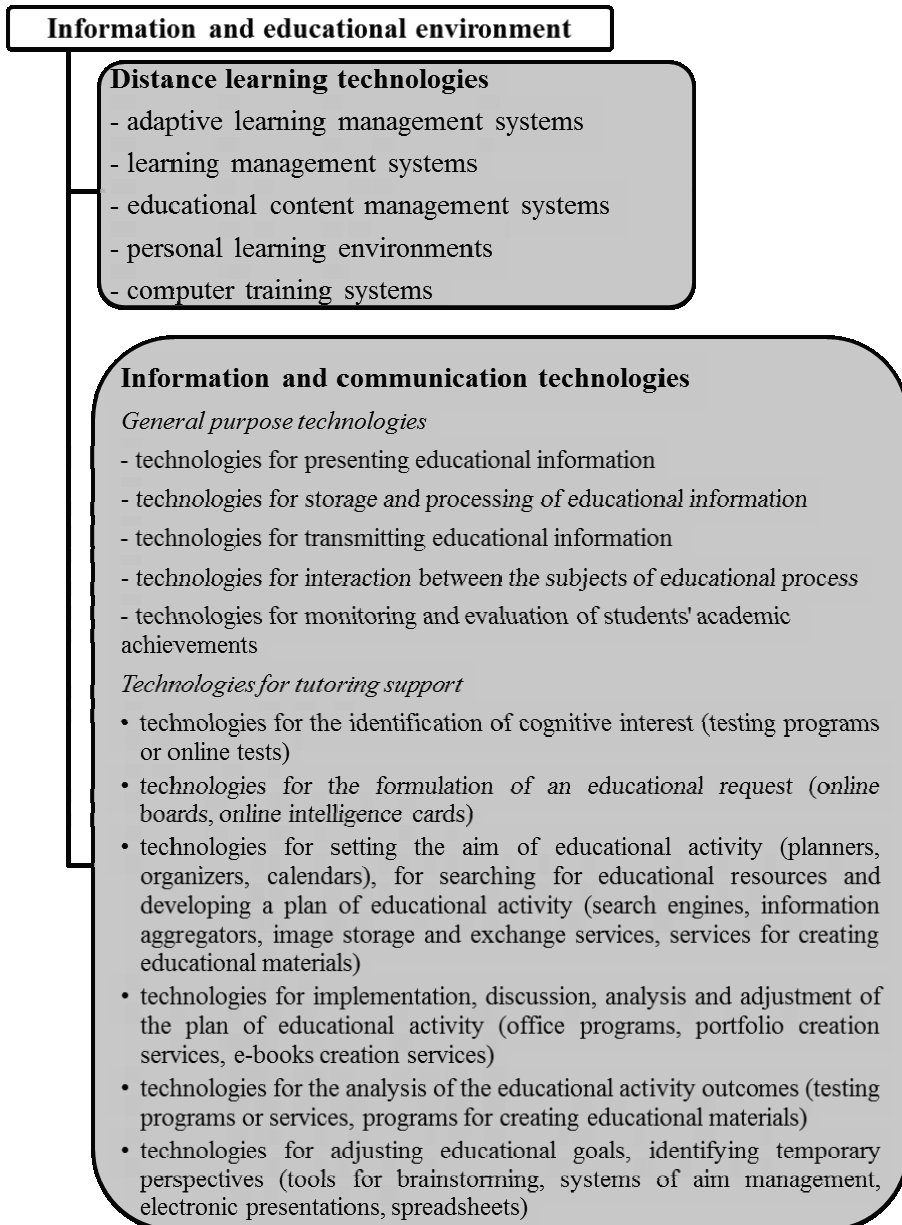 Information and educational environment
Distance learning technologies
- adaptive learning management systems
- learning management systems
- educational content management systems
- personal learning environments
- computer training systems
Information and communication technologies
General purpose technologies
- technologies for presenting educational information
- technologies for storage and processing of educational information
- technologies for transmitting educational information
- technologies for interaction between the subjects of educational process
- technologies for monitoring and evaluation of students' academic
achievements
Technologies for tutoring support
• technologies for the identification of cognitive interest (testing programs
or online tests)
• technologies for the formulation of an educational request (online
boards, online intelligence cards)
• technologies for setting the aim of educational activity (planners,
organizers, calendars), for searching for educational resources and
developing a plan of educational activity (search engines, information
aggregators, image storage and exchange services, services for creating
educational materials)
• technologies for implementation, discussion, analysis and adjustment of
the plan of educational activity (office programs, portfolio creation
services, e-books creation services)
• technologies for the analysis of the educational activity outcomes (testing
programs or services, programs for creating educational materials)
• technologies for adjusting educational goals, identifying temporary
perspectives (tools for brainstorming, systems of aim management,
electronic presentations, spreadsheets)